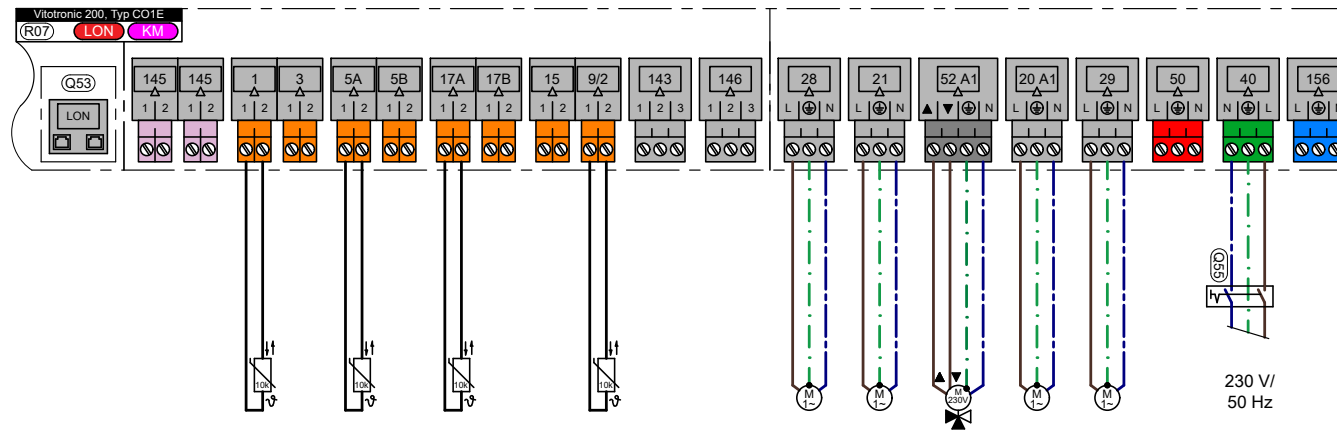 Vitotronic 200, Typ CO1E
R07 LON KM
Q53
LON
145 145 1 3 5A 5B 17A 17B 15 9/2 143 146 28 21 52 A1 20 A1 29 50 40 156
1 2 1 2 1 2 1 2 1 2 1 2 1 2 1 2 1 2 1 2 1 2 3 1 2 3 L N L N ▲ ▼ N L N L N L N N L L N
Q55
10k 10k 10k 10k
ϑ ϑ ϑ ϑ
M 1~
M 1~
M 230V
M 1~
M 1~
230 V/
50 Hz